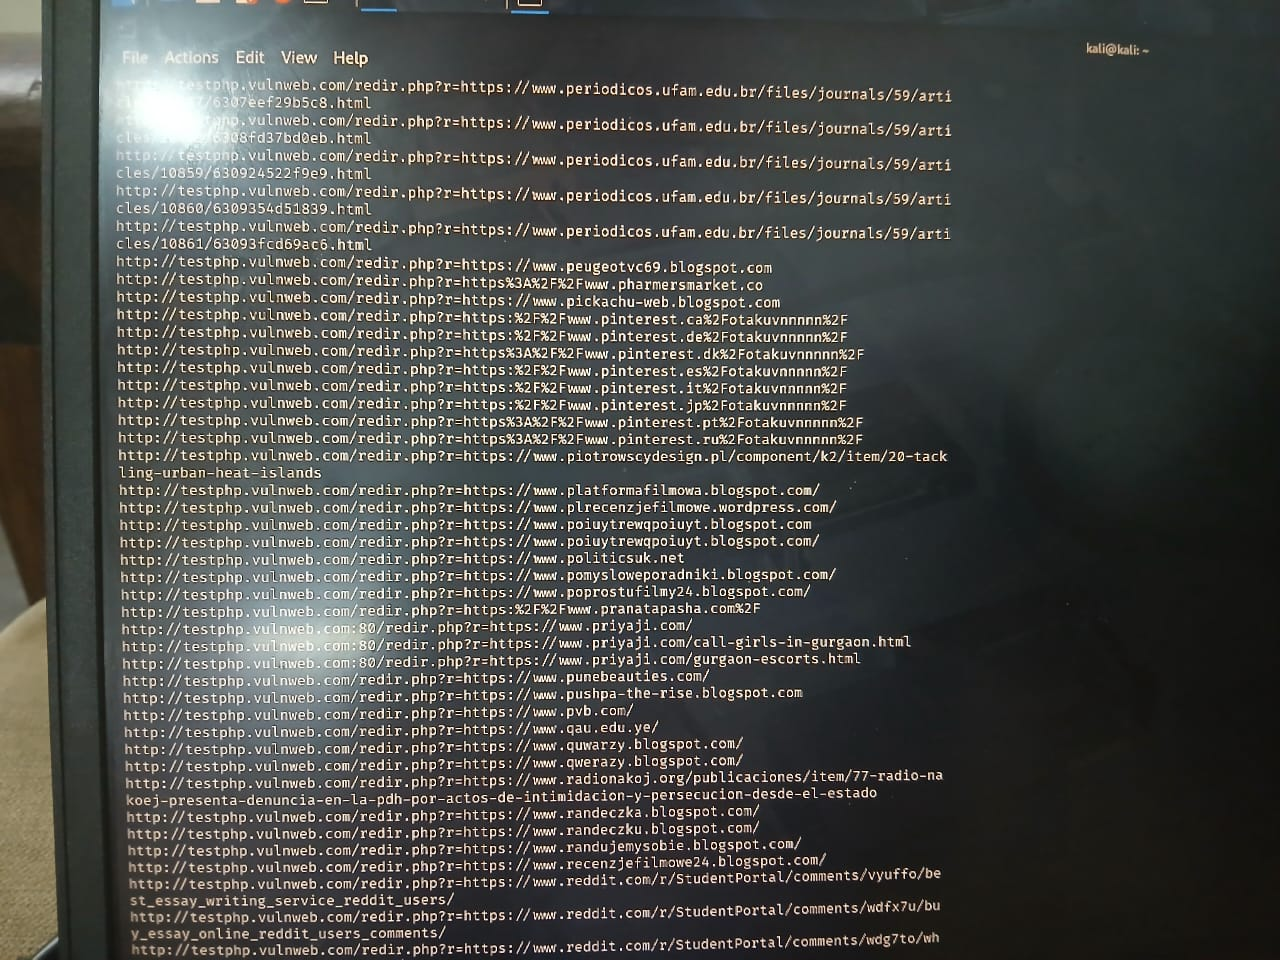 File Actions Edit View Help
kali@kali: ~
testphp.vulnweb.com/redir.php?r=https://www.periodicos.ufam.edu.br/files/journals/59/arti
6307eef29b5c8.html
testphp.vulnweb.com/redir.php?r=https://www.periodicos.ufam.edu.br/files/journals/59/arti
6308fd37bd0eb.html
http://testphp.vulnweb.com/redir.php?r=https://www.periodicos.ufam.edu.br/files/journals/59/arti
cles/10859/630924522f9e9.html
http://testphp.vulnweb.com/redir.php?r=https://www.periodicos.ufam.edu.br/files/journals/59/arti
cles/10860/6309354d51839.html
http://testphp.vulnweb.com/redir.php?r=https://www.periodicos.ufam.edu.br/files/journals/59/arti
cles/10861/63093fcd69ac6.html
http://testphp.vulnweb.com/redir.php?r=https://www.peugeotvc69.blogspot.com
http://testphp.vulnweb.com/redir.php?r=https%3A%2F%2Fwww.pharmersmarket.co
http://testphp.vulnweb.com/redir.php?r=https://www.pickachu-web.blogspot.com
http://testphp.vulnweb.com/redir.php?r=https:%2F%2Fwww.pinterest.ca%2Fotakuvnnnnn%2F
http://testphp.vulnweb.com/redir.php?r=https:%2F%2Fwww.pinterest.de%2Fotakuvnnnnn%2F
http://testphp.vulnweb.com/redir.php?r=https%3A%2F%2Fwww.pinterest.dk%2Fotakuvnnnnn%2F
http://testphp.vulnweb.com/redir.php?r=https:%2F%2Fwww.pinterest.es%2Fotakuvnnnnn%2F
http://testphp.vulnweb.com/redir.php?r=https:%2F%2Fwww.pinterest.it%2Fotakuvnnnnn%2F
http://testphp.vulnweb.com/redir.php?r=https:%2F%2Fwww.pinterest.jp%2Fotakuvnnnnn%2F
http://testphp.vulnweb.com/redir.php?r=https%3A%2F%2Fwww.pinterest.pt%2Fotakuvnnnnn%2F
http://testphp.vulnweb.com/redir.php?r=https%3A%2F%2Fwww.pinterest.ru%2Fotakuvnnnnn%2F
http://testphp.vulnweb.com/redir.php?r=https://www.piotrowscydesign.pl/component/k2/item/20-tack
ling-urban-heat-islands
http://testphp.vulnweb.com/redir.php?r=https://www.platformafilmowa.blogspot.com/
http://testphp.vulnweb.com/redir.php?r=https://www.plrecenzjefilmowe.wordpress.com/
http://testphp.vulnweb.com/redir.php?r=https://www.poiuytrewqpoiuyt.blogspot.com
http://testphp.vulnweb.com/redir.php?r=https://www.poiuytrewqpoiuyt.blogspot.com/
http://testphp.vulnweb.com/redir.php?r=https://www.politicsuk.net
http://testphp.vulnweb.com/redir.php?r=https://www.pomysloweporadniki.blogspot.com/
http://testphp.vulnweb.com/redir.php?r=https://www.poprostufilmy24.blogspot.com/
http://testphp.vulnweb.com/redir.php?r=https:%2F%2Fwww.pranatapasha.com%2F
http://testphp.vulnweb.com:80/redir.php?r=https://www.priyaji.com/
http://testphp.vulnweb.com:80/redir.php?r=https://www.priyaji.com/call-girls-in-gurgaon.html
http://testphp.vulnweb.com:80/redir.php?r=https://www.priyaji.com/gurgaon-escorts.html
http://testphp.vulnweb.com/redir.php?r=https://www.punebeauties.com/
http://testphp.vulnweb.com/redir.php?r=https://www.pushpa-the-rise.blogspot.com
http://testphp.vulnweb.com/redir.php?r=https://www.pvb.com/
http://testphp.vulnweb.com/redir.php?r=https://www.qau.edu.ye/
http://testphp.vulnweb.com/redir.php?r=https://www.quwarzy.blogspot.com/
http://testphp.vulnweb.com/redir.php?r=https://www.qwerazy.blogspot.com/
http://testphp.vulnweb.com/redir.php?r=https://www.radionakoj.org/publicaciones/item/77-radio-na
koej-presenta-denuncia-en-la-pdh-por-actos-de-intimidacion-y-persecucion-desde-el-estado
http://testphp.vulnweb.com/redir.php?r=https://www.randeczka.blogspot.com/
http://testphp.vulnweb.com/redir.php?r=https://www.randeczku.blogspot.com/
http://testphp.vulnweb.com/redir.php?r=https://www.randujemysobie.blogspot.com/
http://testphp.vulnweb.com/redir.php?r=https://www.recenzjefilmowe24.blogspot.com/
http://testphp.vulnweb.com/redir.php?r=https://www.reddit.com/r/StudentPortal/comments/vyuffo/be
st_essay_writing_service_reddit_users/
http://testphp.vulnweb.com/redir.php?r=https://www.reddit.com/r/StudentPortal/comments/wdfx7u/bu
y_essay_online_reddit_users_comments/
http://testphp.vulnweb.com/redir.php?r=https://www.reddit.com/r/StudentPortal/comments/wdg7to/wh